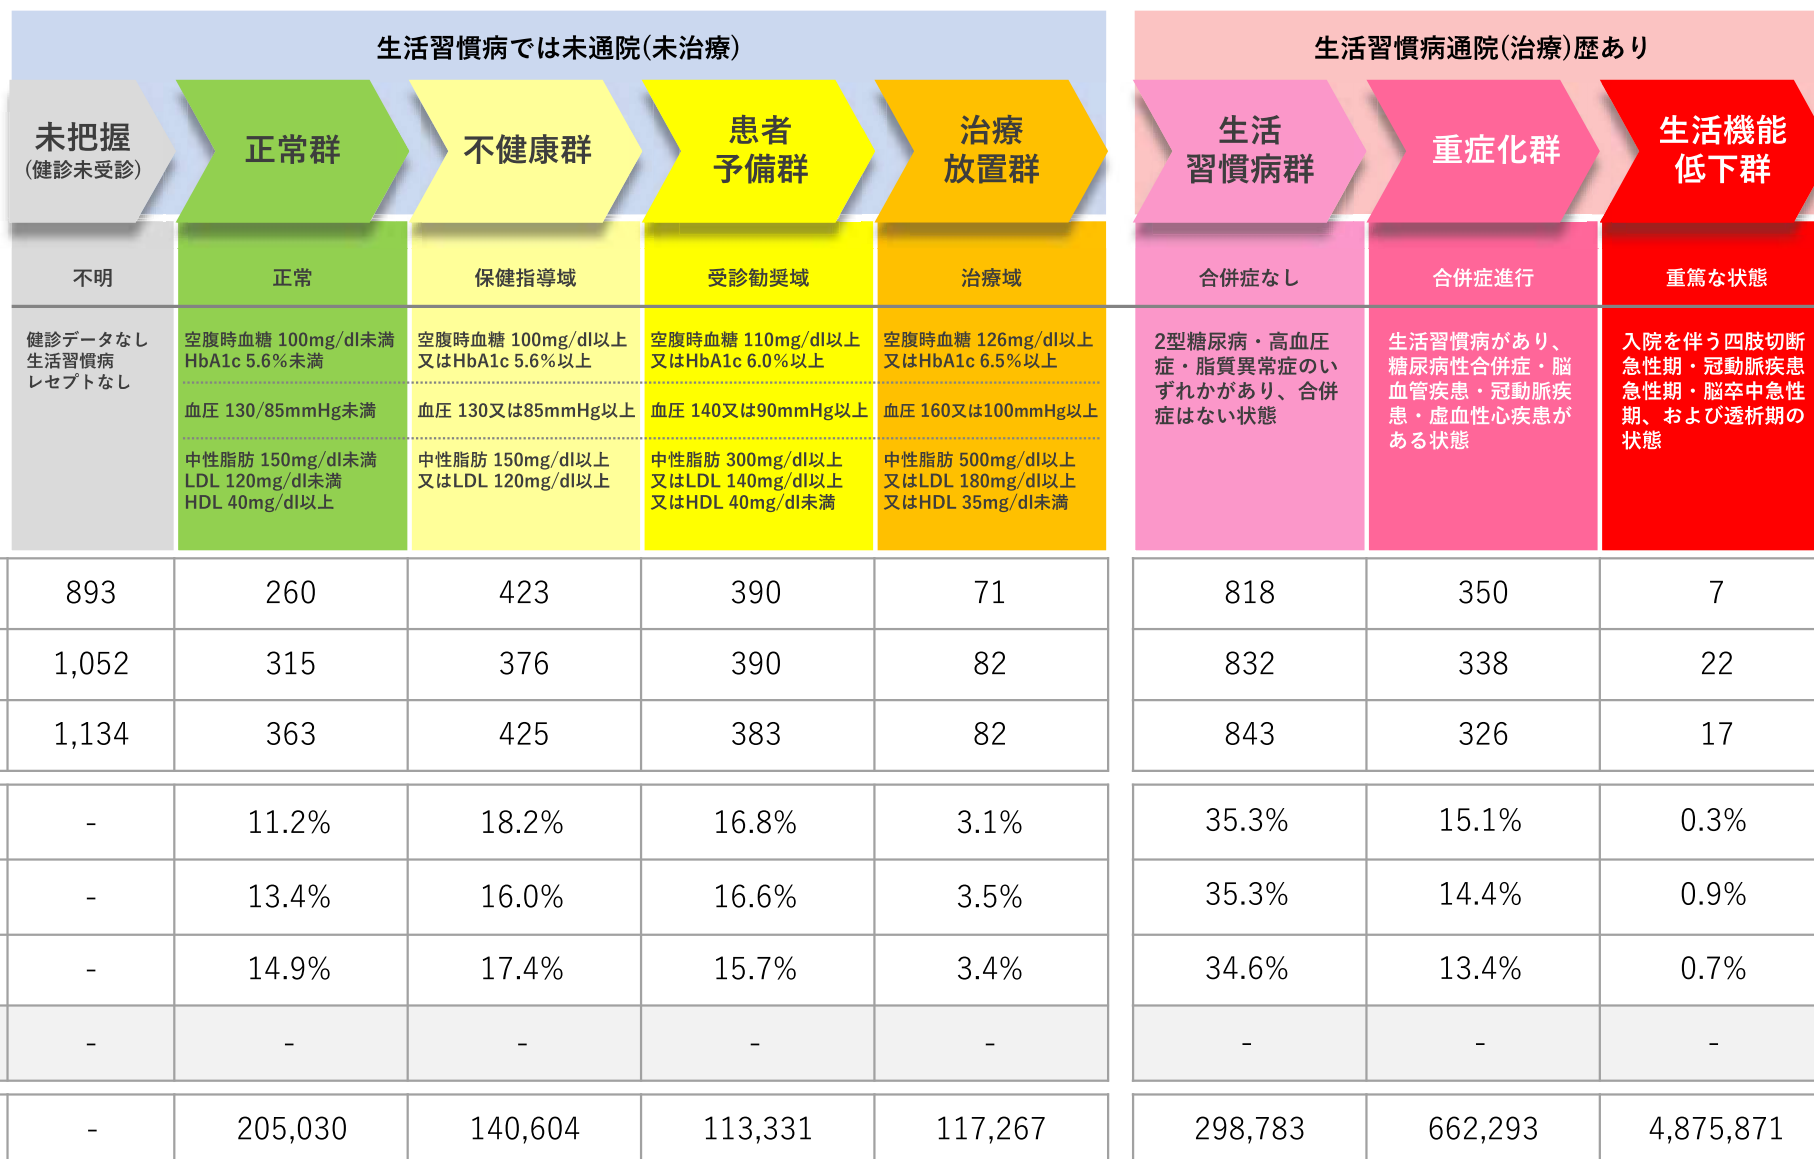 生活習慣病では未通院(未治療)
生活習慣病通院(治療)歴あり
未把握
(健診未受診)
正常群
不健康群
患者
予備群
治療
放置群
生活
習慣病群
重症化群
生活機能
低下群
不明
正常
保健指導域
受診勧奨域
治療域
合併症なし
合併症進行
重篤な状態
健診データなし
生活習慣病
レセプトなし
空腹時血糖 100mg/dl未満
HbA1c 5.6%未満
血圧 130/85mmHg未満
中性脂肪 150mg/dl未満
LDL 120mg/dl未満
HDL 40mg/dl以上
空腹時血糖 100mg/dl以上
又はHbA1c 5.6%以上
血圧 130又は85mmHg以上
中性脂肪 150mg/dl以上
又はLDL 120mg/dl以上
空腹時血糖 110mg/dl以上
又はHbA1c 6.0%以上
血圧 140又は90mmHg以上
中性脂肪 300mg/dl以上
又はLDL 140mg/dl以上
又はHDL 40mg/dl未満
空腹時血糖 126mg/dl以上
又はHbA1c 6.5%以上
血圧 160又は100mmHg以上
中性脂肪 500mg/dl以上
又はLDL 180mg/dl以上
又はHDL 35mg/dl未満
2型糖尿病・高血圧
症・脂質異常症のい
ずれかがあり、合併
症はない状態
生活習慣病があり、
糖尿病性合併症・脳
血管疾患・冠動脈疾
患・虚血性心疾患が
ある状態
入院を伴う四肢切断
急性期・冠動脈疾患
急性期・脳卒中急性
期、および透析期の
状態
893 260 423 390 71 818 350 7
1,052 315 376 390 82 832 338 22
1,134 363 425 383 82 843 326 17
- 11.2% 18.2% 16.8% 3.1% 35.3% 15.1% 0.3%
- 13.4% 16.0% 16.6% 3.5% 35.3% 14.4% 0.9%
- 14.9% 17.4% 15.7% 3.4% 34.6% 13.4% 0.7%
- - - - - - - -
- 205,030 140,604 113,331 117,267 298,783 662,293 4,875,871